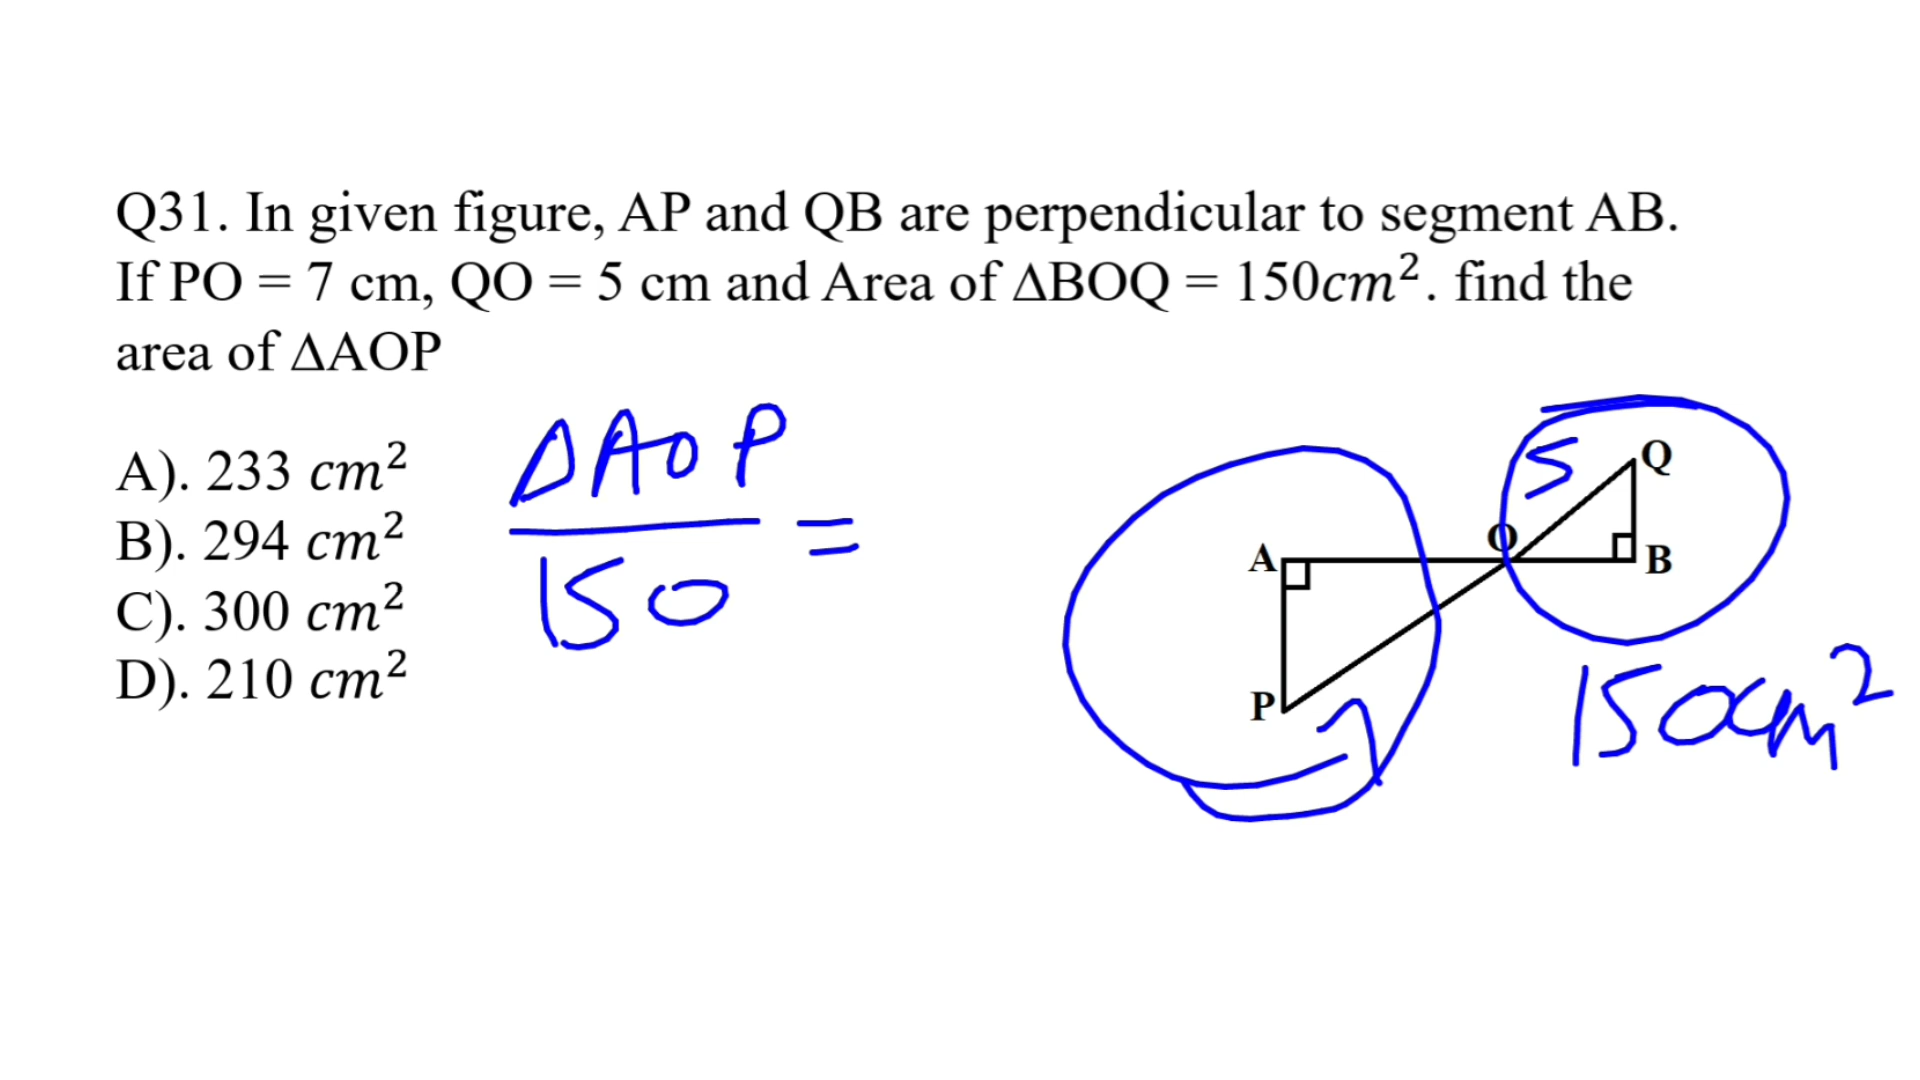 Q31. In given figure, AP and QB are perpendicular to segment AB.
If PO = 7 cm, QO = 5 cm and Area of ΔBOQ = 150cm². find the
area of ΔAOP
A). 233 cm²
B). 294 cm²
C). 300 cm²
D). 210 cm²
ΔAOP
=
150
5
Q
O
A
B
P
7
150cm²